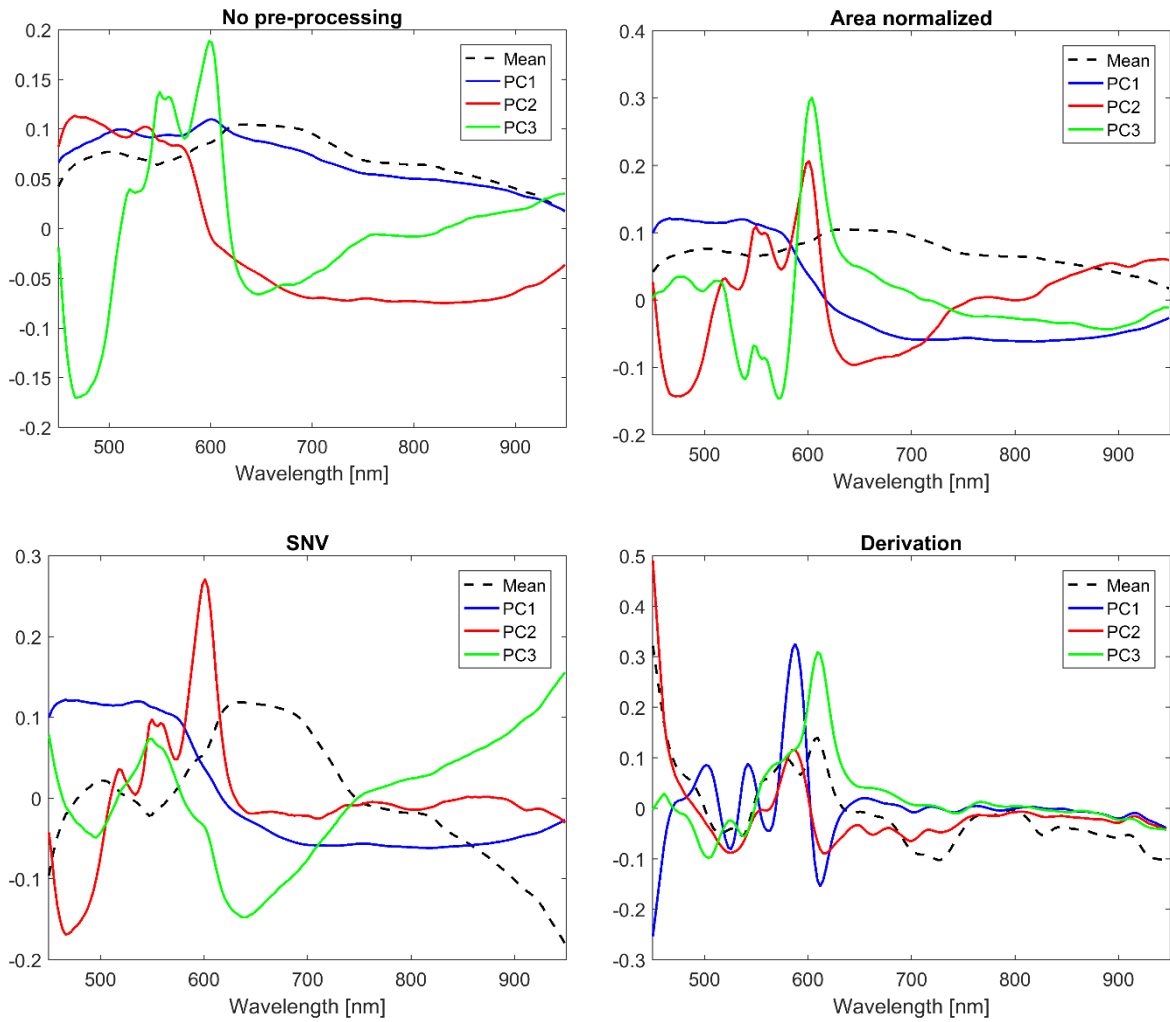 No pre-processing
0.2
0.15
0.1
0.05
0
-0.05
-0.1
-0.15
-0.2
500 600 700 800 900
Wavelength [nm]
Mean
PC1
PC2
PC3
Area normalized
0.4
0.3
0.2
0.1
0
-0.1
-0.2
500 600 700 800 900
Wavelength [nm]
Mean
PC1
PC2
PC3
SNV
0.3
0.2
0.1
0
-0.1
-0.2
500 600 700 800 900
Wavelength [nm]
Mean
PC1
PC2
PC3
Derivation
0.5
0.4
0.3
0.2
0.1
0
-0.1
-0.2
-0.3
500 600 700 800 900
Wavelength [nm]
Mean
PC1
PC2
PC3